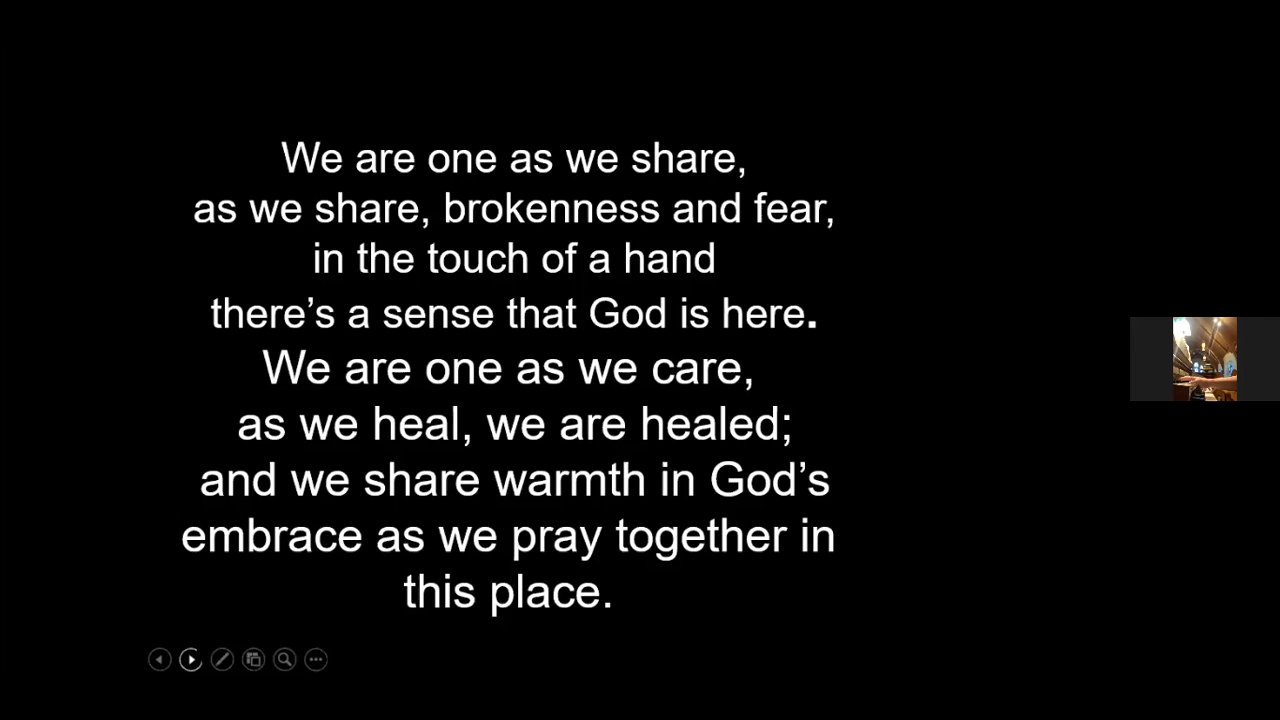 We are one as we share,
as we share, brokenness and fear,
in the touch of a hand
there’s a sense that God is here.
We are one as we care,
as we heal, we are healed;
and we share warmth in God’s
embrace as we pray together in
this place.